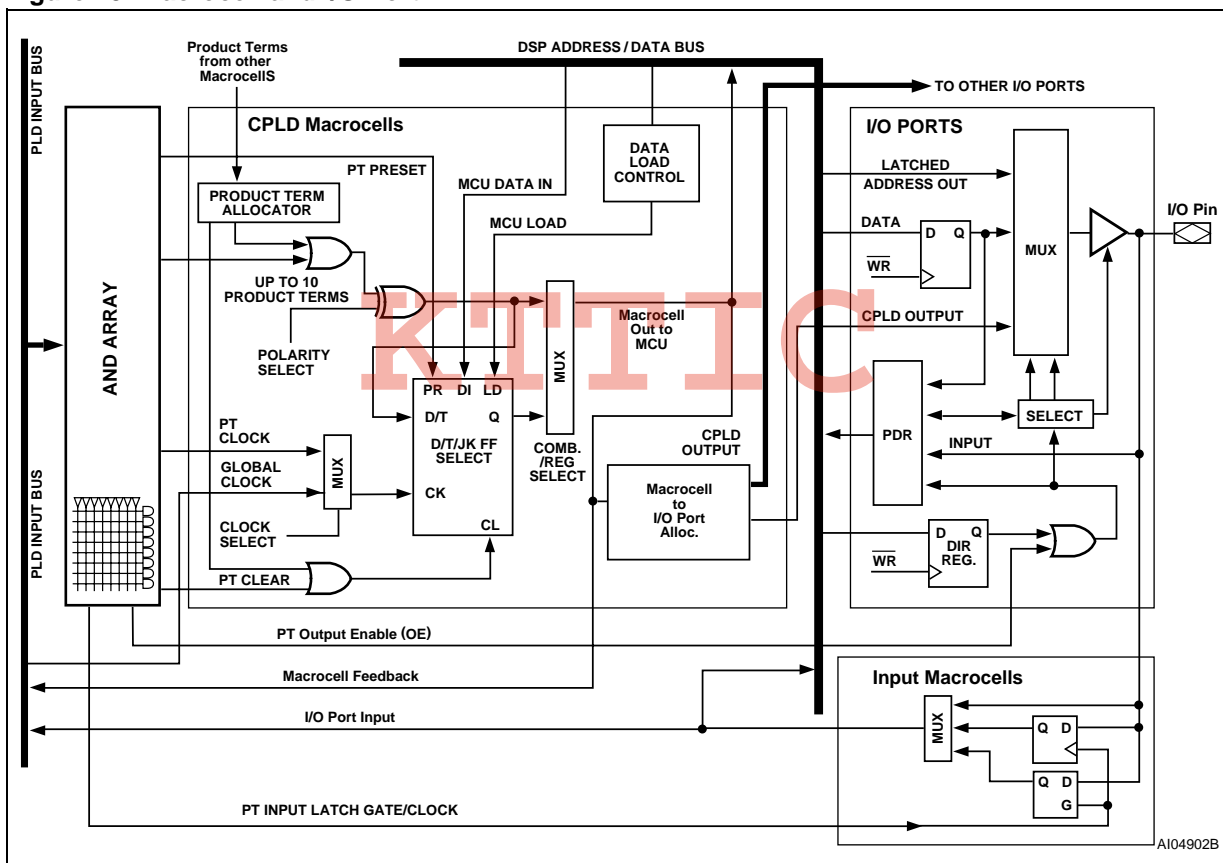 DSP ADDRESS / DATA BUS
Product Terms
from other
MacrocellS
TO OTHER I/O PORTS
PLD INPUT BUS
AND ARRAY
PLD INPUT BUS
CPLD Macrocells
PT PRESET
PRODUCT TERM
ALLOCATOR
MCU DATA IN
MCU LOAD
DATA
LOAD
CONTROL
UP TO 10
PRODUCT TERMS
POLARITY
SELECT
PR DI LD
D/T Q
D/T/JK FF
SELECT
CK
CL
MUX
Macrocell
Out to
MCU
COMB.
/REG
SELECT
CPLD
OUTPUT
Macrocell
to
I/O Port
Alloc.
PT
CLOCK
GLOBAL
CLOCK
MUX
CLOCK
SELECT
PT CLEAR
PT Output Enable (OE)
Macrocell Feedback
I/O Port Input
PT INPUT LATCH GATE/CLOCK
I/O PORTS
LATCHED
ADDRESS OUT
DATA
D Q
WR
MUX
I/O Pin
CPLD OUTPUT
PDR
SELECT
INPUT
D Q
DIR
REG.
WR
Input Macrocells
MUX
Q D
Q D
G
KTTIC
AI04902B